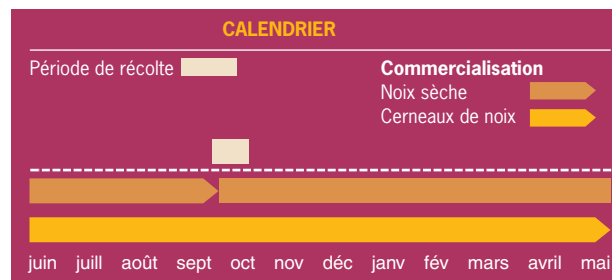 CALENDRIER
Période de récolte
Commercialisation
Noix sèche
Cerneaux de noix
juin juill août sept oct nov déc janv fév mars avril mai